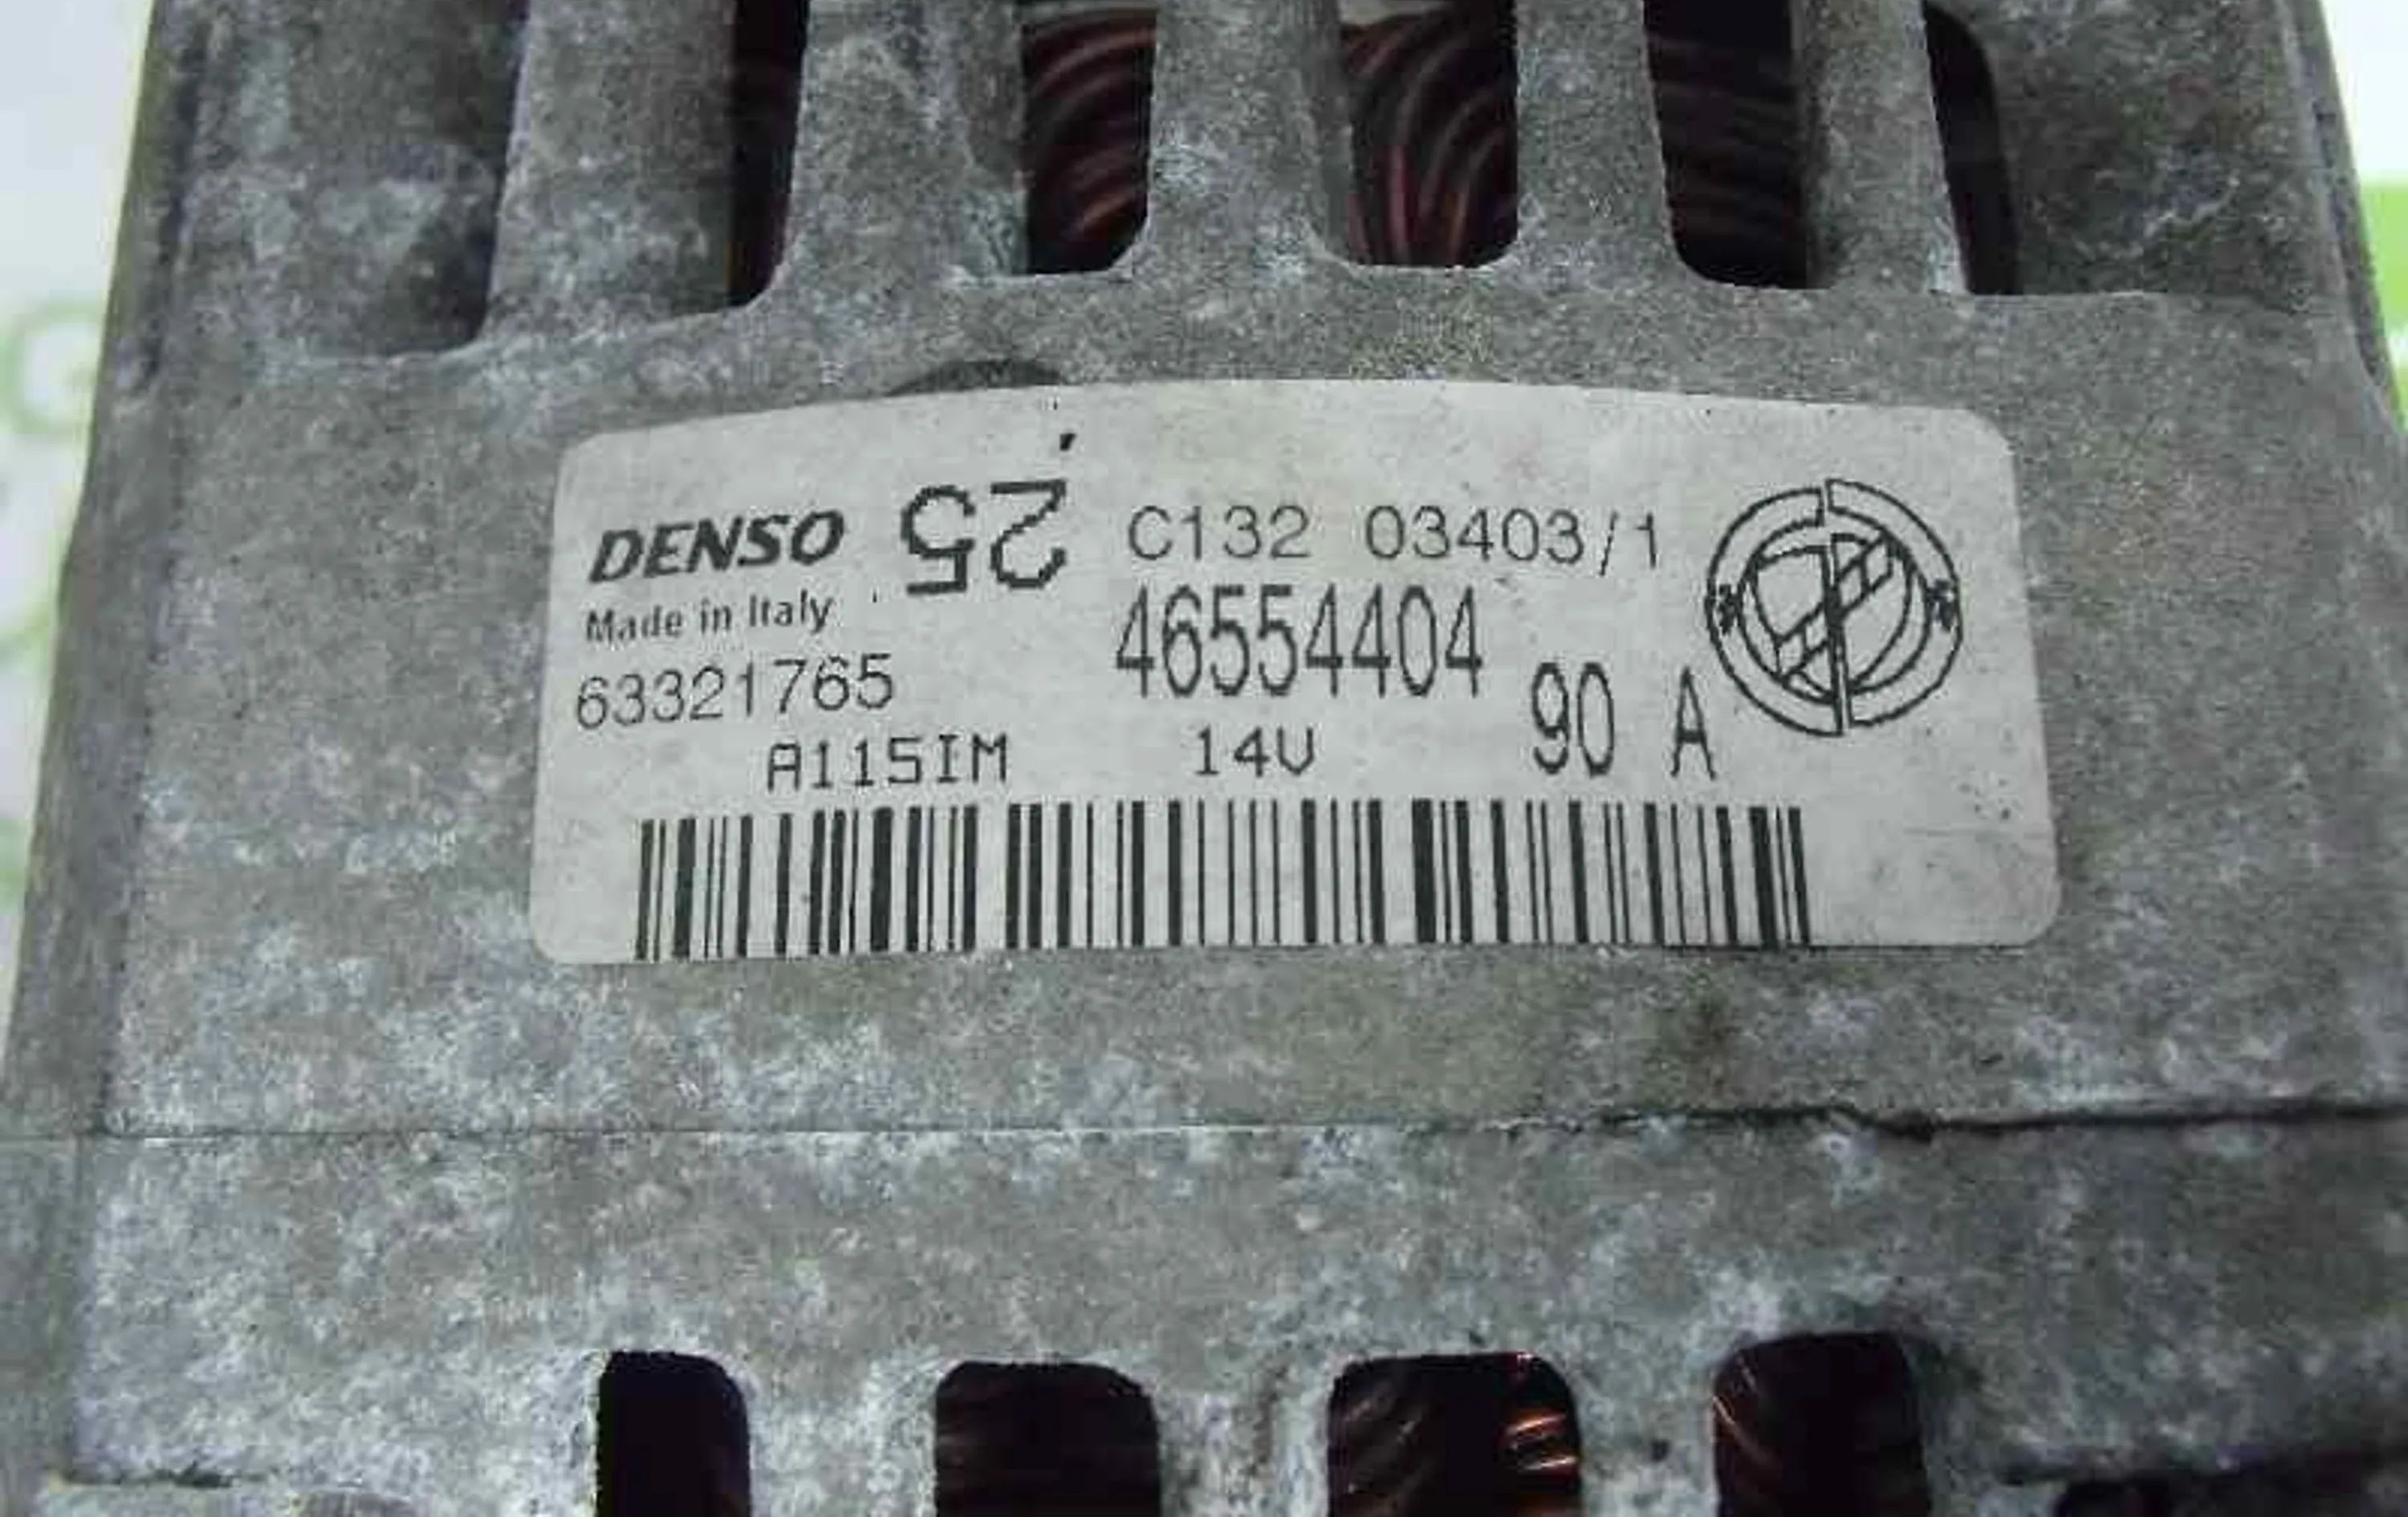 DENSO 25 C132 03403/1
Made in Italy 46554404
63321765 90 A
A115IM 14V